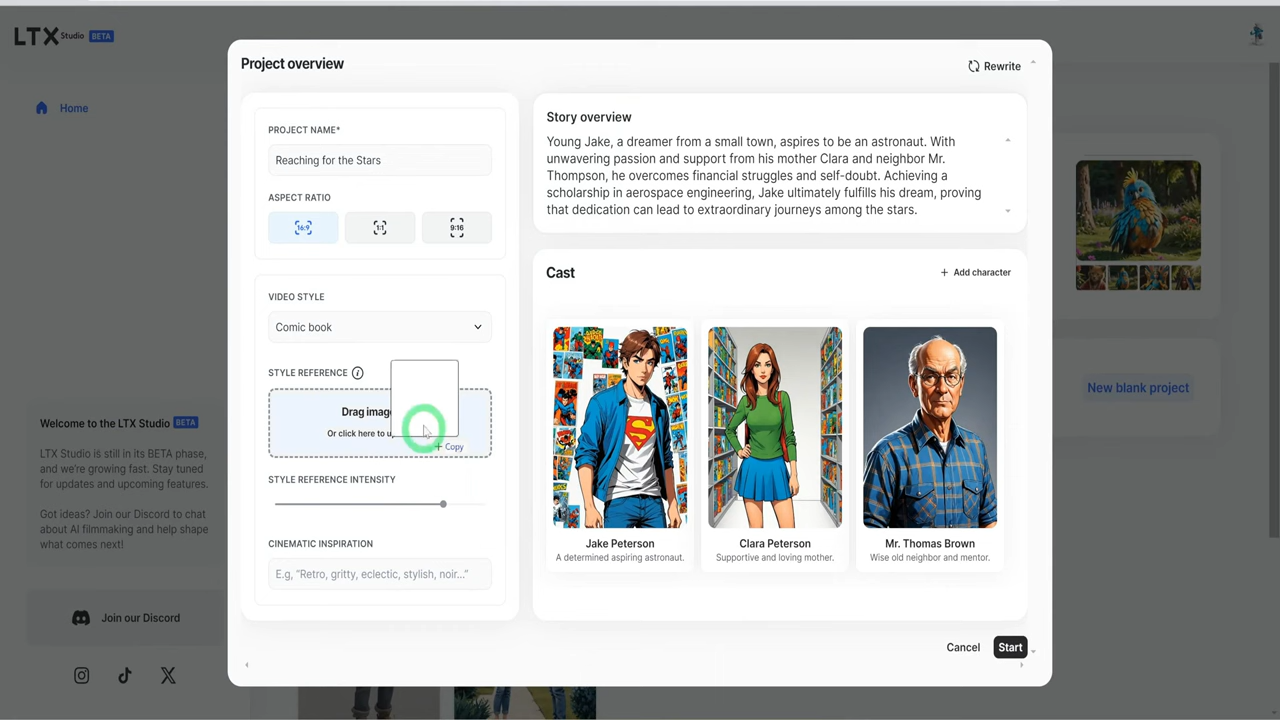 LTX Studio BETA
Home
Welcome to the LTX Studio BETA
LTX Studio is still in its BETA phase,
and we're growing fast. Stay tuned
for updates and upcoming features.
Got ideas? Join our Discord to chat
about AI filmmaking and help shape
what comes next!
Join our Discord
Project overview
Rewrite
PROJECT NAME*
Reaching for the Stars
ASPECT RATIO
16:9 1:1 9:16
VIDEO STYLE
Comic book
STYLE REFERENCE
Drag
Or click here to
+ Copy
STYLE REFERENCE INTENSITY
CINEMATIC INSPIRATION
E.g, "Retro, gritty, eclectic, stylish, noir..."
Story overview
Young Jake, a dreamer from a small town, aspires to be an astronaut. With
unwavering passion and support from his mother Clara and neighbor Mr.
Thompson, he overcomes financial struggles and self-doubt. Achieving a
scholarship in aerospace engineering, Jake ultimately fulfills his dream, proving
that dedication can lead to extraordinary journeys among the stars.
Cast
+ Add character
Jake Peterson
A determined aspiring astronaut.
Clara Peterson
Supportive and loving mother.
Mr. Thomas Brown
Wise old neighbor and mentor.
Cancel
Start
New blank project